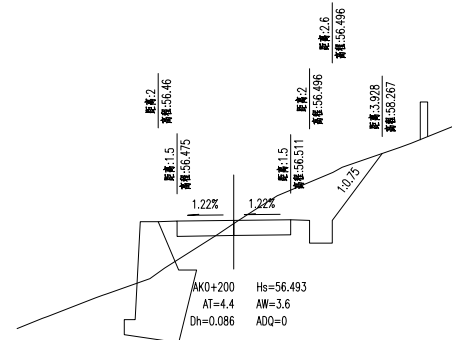 距离:2.6
高程:56.496
距离:2
高程:56.46
距离:2
高程:56.496
距离:3.928
高程:58.267
距离:1.5
高程:56.475
距离:1.5
高程:56.511
1:0.75
1.22%
1.22%
AK0+200 Hs=56.493
AT=4.4 AW=3.6
Dh=0.086 ADQ=0